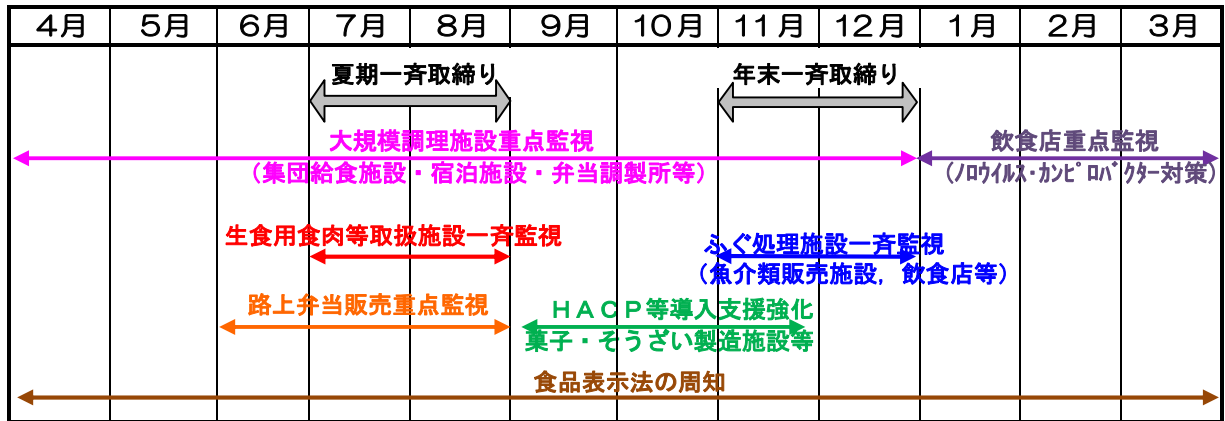 4月 5月 6月 7月 8月 9月 10月 11月 12月 1月 2月 3月
夏期一斉取締り 年末一斉取締り
大規模調理施設重点監視 飲食店重点監視
(集団給食施設・宿泊施設・弁当調製所等) (ノロウイルス・カンピロバクター対策)
生食用食肉等取扱施設一斉監視 ふぐ処理施設一斉監視
(魚介類販売施設，飲食店等)
路上弁当販売重点監視 HACP等導入支援強化
菓子・そうざい製造施設等
食品表示法の周知